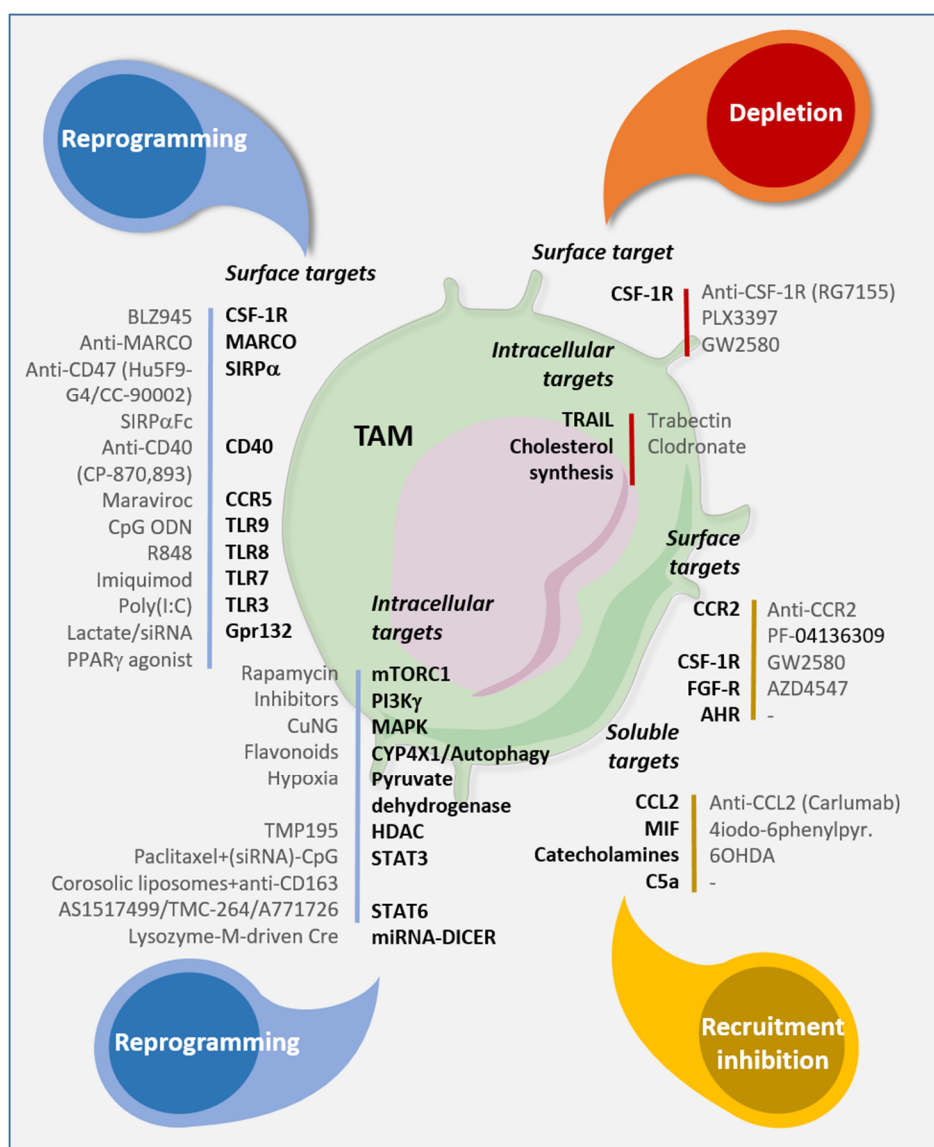 Reprogramming
Depletion
Surface targets
BLZ945 CSF-1R
Anti-MARCO MARCO
Anti-CD47 (Hu5F9- SIRPα
G4/CC-90002)
SIRPαFc
Anti-CD40 CD40
(CP-870,893)
Maraviroc CCR5
CpG ODN TLR9
R848 TLR8
Imiquimod TLR7
Poly(I:C) TLR3
Lactate/siRNA Gpr132
PPARγ agonist
TAM
Surface target
CSF-1R Anti-CSF-1R (RG7155)
PLX3397
GW2580
Intracellular
targets
TRAIL Trabectin
Cholesterol Clodronate
synthesis
Intracellular
targets
Rapamycin mTORC1
Inhibitors PI3Kγ
CuNG MAPK
Flavonoids CYP4X1/Autophagy
Hypoxia Pyruvate
dehydrogenase
TMP195 HDAC
Paclitaxel+(siRNA)-CpG STAT3
Corosolic liposomes+anti-CD163
AS1517499/TMC-264/A771726 STAT6
Lysozyme-M-driven Cre miRNA-DICER
Surface
targets
CCR2 Anti-CCR2
PF-04136309
CSF-1R GW2580
FGF-R AZD4547
AHR -
Soluble
targets
CCL2 Anti-CCL2 (Carlumab)
MIF 4iodo-6phenylpyr.
Catecholamines 6OHDA
C5a -
Reprogramming
Recruitment
inhibition